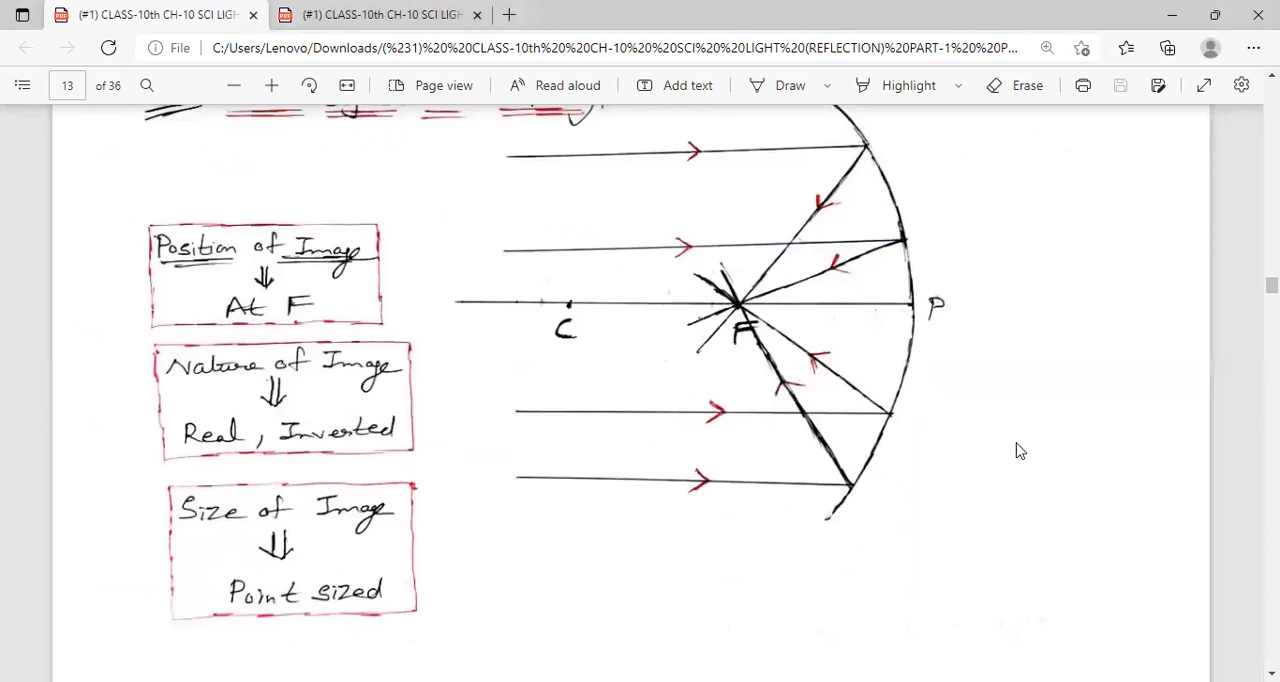 (#1) CLASS-10th CH-10 SCI LIGH
(#1) CLASS-10th CH-10 SCI LIGH
File
C:/Users/Lenovo/Downloads/(%231)%20%20CLASS-10th%20%20CH-10%20%20SCI%20%20LIGHT%20(REFLECTION)%20PART-1%20%20P...
13 of 36
Page view
Read aloud
Add text
Draw
Highlight
Erase
Position of Image
At F
Nature of Image
Real, Inverted
Size of Image
Point sized
C
F
P